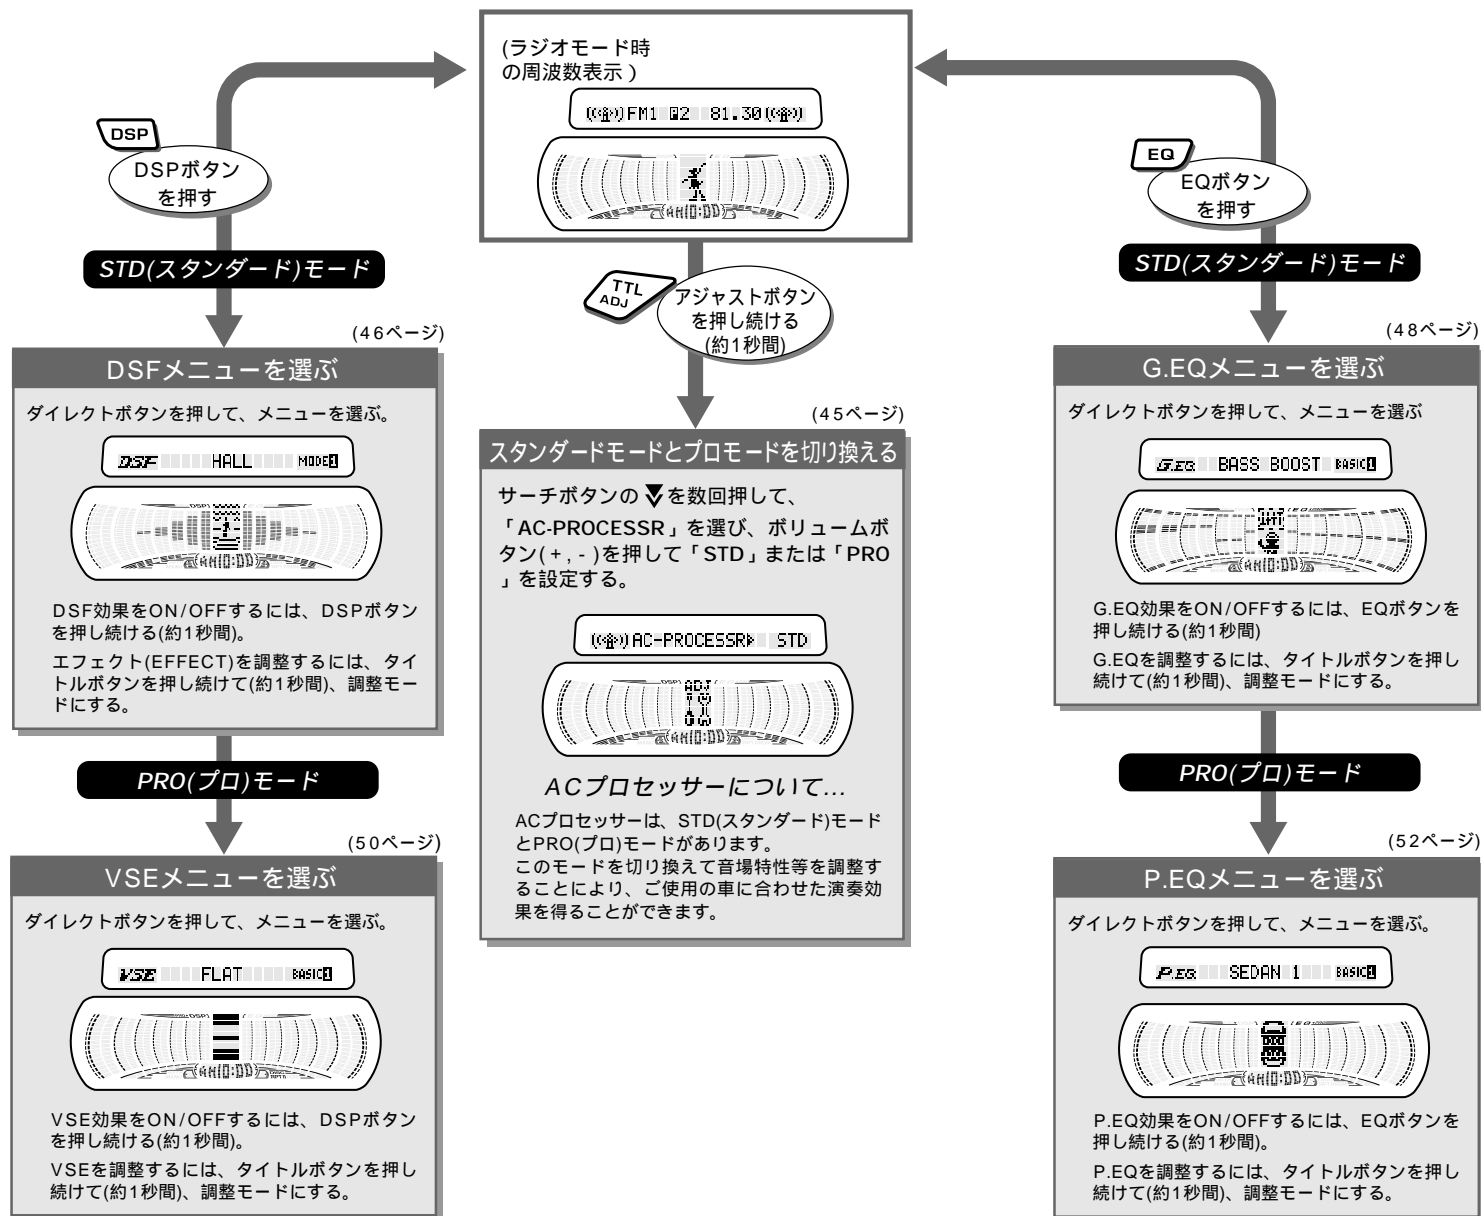 (ラジオモード時
の周波数表示)
FM1 P2 81.30
AM10:00
DSP
DSPボタン
を押す
STD(スタンダード)モード
(46ページ)
DSFメニューを選ぶ
ダイレクトボタンを押して、メニューを選ぶ。
DSF HALL MODE1
DSP
AM10:00
DSF効果をON/OFFするには、DSPボタン
を押し続ける(約1秒間)。
エフェクト(EFFECT)を調整するには、タイ
トルボタンを押し続けて(約1秒間)、調整モー
ドにする。
PRO(プロ)モード
(50ページ)
VSEメニューを選ぶ
ダイレクトボタンを押して、メニューを選ぶ。
VSE FLAT BASIC1
DSP
AM10:00
VSE効果をON/OFFするには、DSPボタン
を押し続ける(約1秒間)。
VSEを調整するには、タイトルボタンを押し
続けて(約1秒間)、調整モードにする。
TTL
ADJ
アジャストボタン
を押し続ける
(約1秒間)
(45ページ)
スタンダードモードとプロモードを切り換える
サーチボタンの を数回押して、
「AC-PROCESSR」を選び、ボリュームボ
タン(+, -)を押して「STD」または「PRO
」を設定する。
AC-PROCESSR STD
DSP ADJ
AM10:00
ACプロセッサーについて...
ACプロセッサーは、STD(スタンダード)モード
とPRO(プロ)モードがあります。
このモードを切り換えて音場特性等を調整す
ることにより、ご使用の車に合わせた演奏効
果を得ることができます。
EQ
EQボタン
を押す
STD(スタンダード)モード
(48ページ)
G.EQメニューを選ぶ
ダイレクトボタンを押して、メニューを選ぶ
G.EQ BASS BOOST BASIC1
EQ
AM10:00
G.EQ効果をON/OFFするには、EQボタンを
押し続ける(約1秒間)
G.EQを調整するには、タイトルボタンを押し
続けて(約1秒間)、調整モードにする。
PRO(プロ)モード
(52ページ)
P.EQメニューを選ぶ
ダイレクトボタンを押して、メニューを選ぶ。
P.EQ SEDAN 1 BASIC1
EQ
AM10:00
P.EQ効果をON/OFFするには、EQボタンを
押し続ける(約1秒間)。
P.EQを調整するには、タイトルボタンを押し
続けて(約1秒間)、調整モードにする。